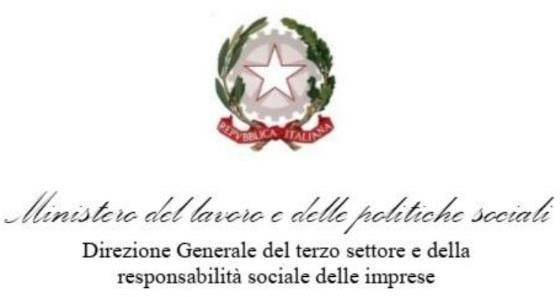 REPVBBLICA ITALIANA
Ministero del lavoro e delle politiche sociali
Direzione Generale del terzo settore e della
responsabilità sociale delle imprese